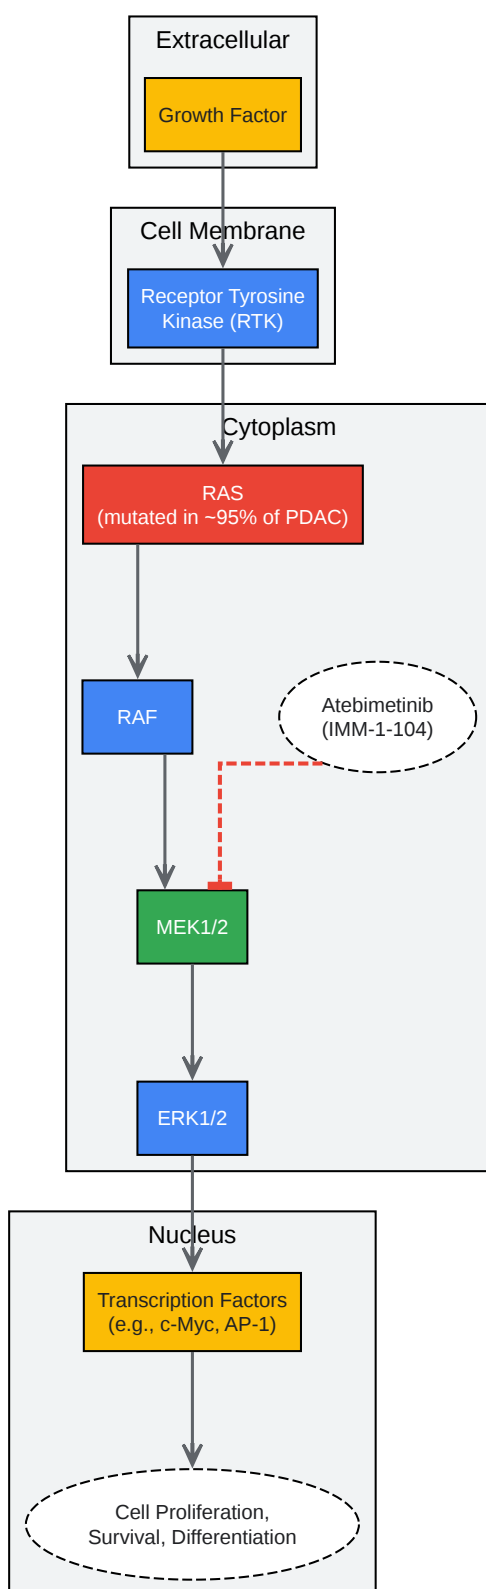 Extracellular
Growth Factor
Cell Membrane
Receptor Tyrosine
Kinase (RTK)
Cytoplasm
RAS
(mutated in ~95% of PDAC)
RAF
Atebimetinib
(IMM-1-104)
MEK1/2
ERK1/2
Nucleus
Transcription Factors
(e.g., c-Myc, AP-1)
Cell Proliferation,
Survival, Differentiation